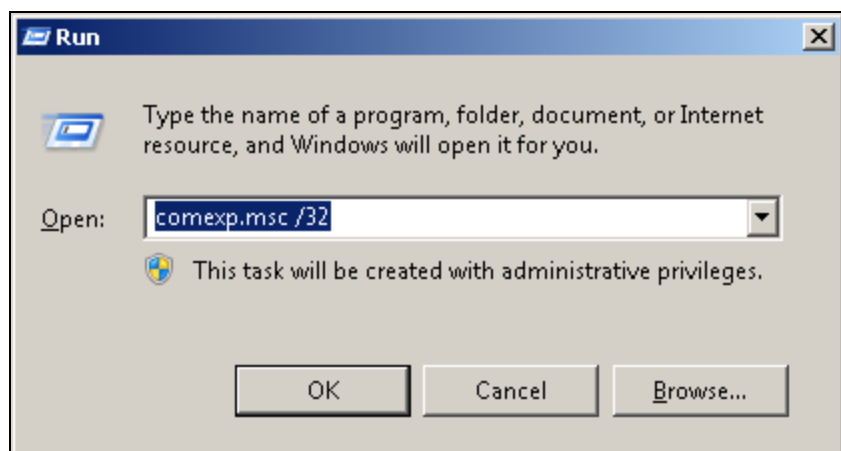 Run
Type the name of a program, folder, document, or Internet
resource, and Windows will open it for you.
Open: comexp.msc /32
This task will be created with administrative privileges.
OK Cancel Browse...